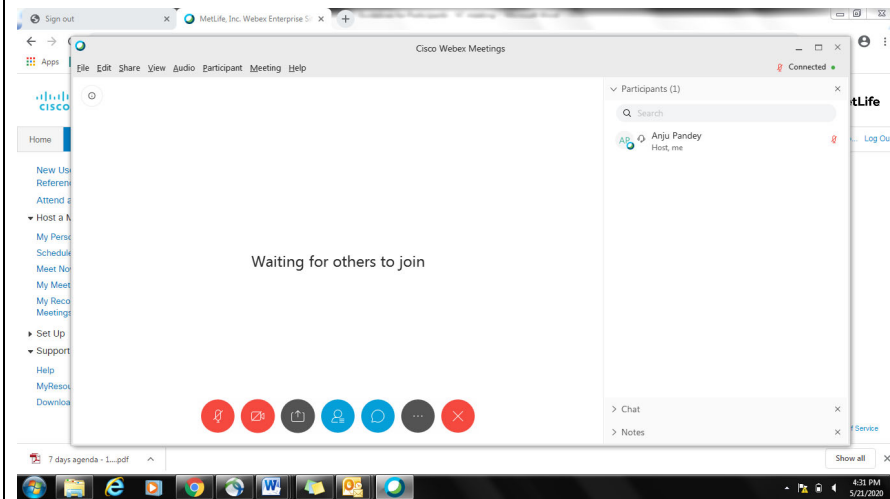 Sign out
MetLife, Inc. Webex Enterprise S
Apps
Cisco Webex Meetings
File Edit Share View Audio Participant Meeting Help
Connected
CISCO
tLife
Home
Log Ou
New Us
Referen
Attend a
Host a M
My Perso
Schedule
Meet No
My Meet
My Reco
Meetings
Set Up
Support
Help
MyResou
Downloa
Waiting for others to join
Participants (1)
Search
AP
Anju Pandey
Host, me
Chat
Notes
f Service
7 days agenda - 1....pdf
Show all
4:31 PM
5/21/2020